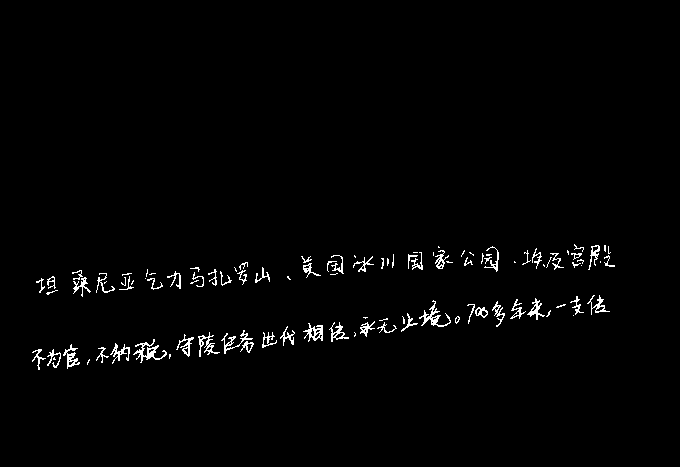 坦桑尼亚乞力马扎罗山、美国冰川国家公园、埃及宫殿
不为官,不纳税,守陵任务世代相传,永无止境。700多年来,一支伍